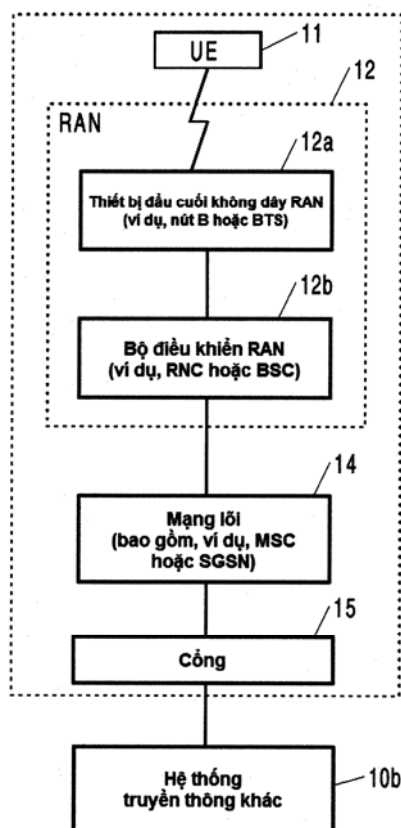 11
UE
12
RAN
12a
Thiết bị đầu cuối không dây RAN
(ví dụ, nút B hoặc BTS)
12b
Bộ điều khiển RAN
(ví dụ, RNC hoặc BSC)
14
Mạng lõi
(bao gồm, ví dụ, MSC
hoặc SGSN)
15
Cổng
Hệ thống
truyền thông khác
10b